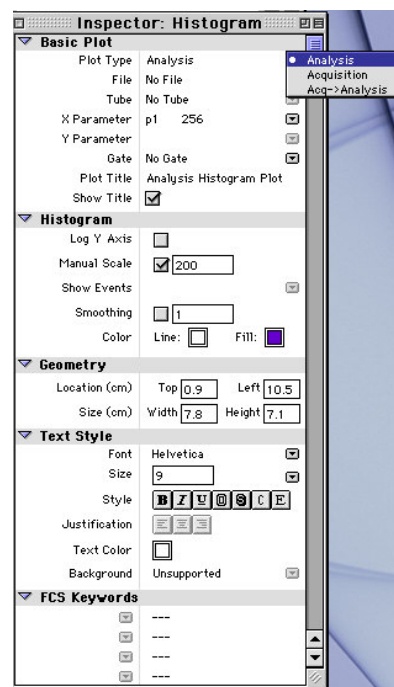 Inspector: Histogram
Basic Plot
Plot Type Analysis
File No File
Tube No Tube
X Parameter p1 256
Y Parameter
Gate No Gate
Plot Title Analysis Histogram Plot
Show Title
Analysis
Acquisition
Acq->Analysis
Histogram
Log Y Axis
Manual Scale 200
Show Events
Smoothing 1
Color Line: Fill:
Geometry
Location (cm) Top 0.9 Left 10.5
Size (cm) Width 7.8 Height 7.1
Text Style
Font Helvetica
Size 9
Style B I U O S C E
Justification
Text Color
Background Unsupported
FCS Keywords
---
---
---
---